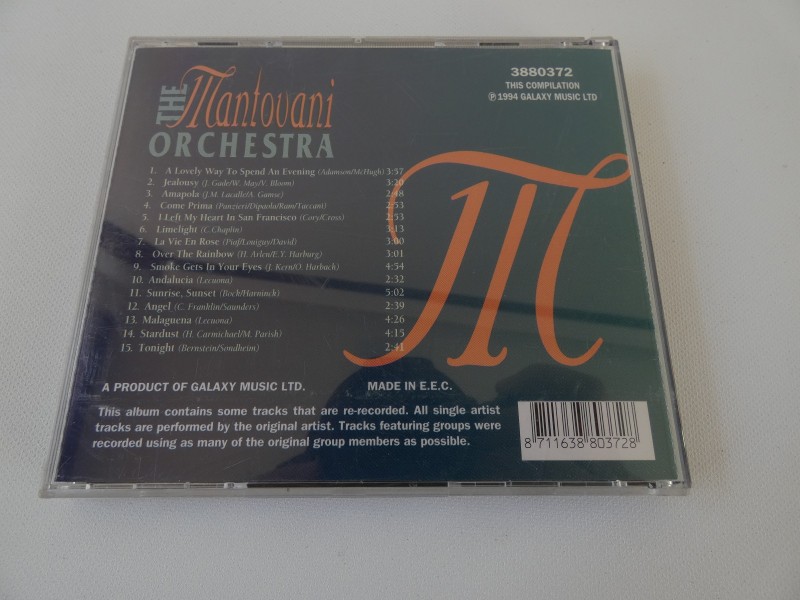 THE Mantovani
ORCHESTRA
3880372
THIS COMPILATION
℗ 1994 GALAXY MUSIC LTD
1. A Lovely Way To Spend An Evening (Adamson/McHugh) 3:57
2. Jealousy (J. Gade/W. May/V. Bloom) 3:20
3. Amapola (J.M. Lacalle/A. Gamse) 2:48
4. Come Prima (Panzieri/Dipaola/Ram/Taccant) 2:53
5. I Left My Heart In San Francisco (Cory/Cross) 2:53
6. Limelight (C. Chaplin) 3:13
7. La Vie En Rose (Piaf/Louiguy/David) 3:00
8. Over The Rainbow (H. Arlen/E.Y. Harburg) 3:01
9. Smoke Gets In Your Eyes (J. Kern/O. Harbach) 4:54
10. Andalucia (Lecuona) 2:32
11. Sunrise, Sunset (Boch/Harninck) 5:02
12. Angel (C. Franklin/Saunders) 2:39
13. Malaguena (Lecuona) 4:26
14. Stardust (H. Carmichael/M. Parish) 4:15
15. Tonight (Bernstein/Sondheim) 2:41
M
A PRODUCT OF GALAXY MUSIC LTD. MADE IN E.E.C.
This album contains some tracks that are re-recorded. All single artist
tracks are performed by the original artist. Tracks featuring groups were
recorded using as many of the original group members as possible.
8 711638 803728